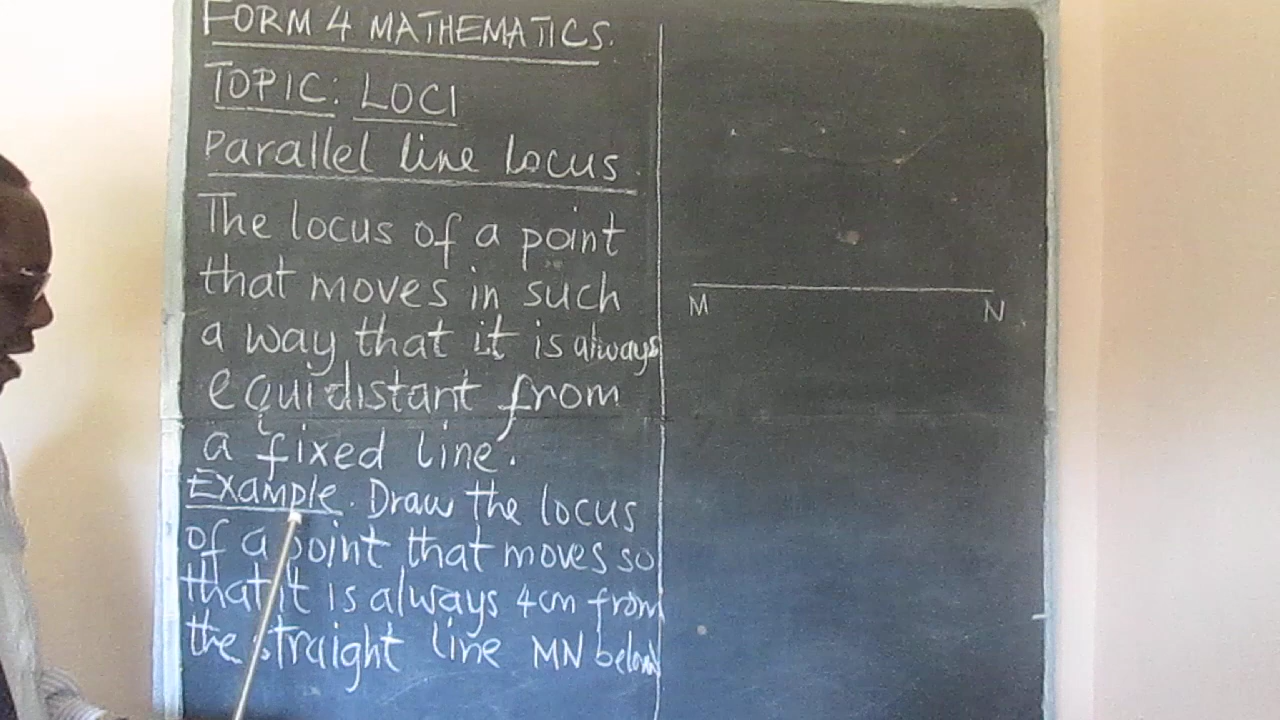 FORM 4 MATHEMATICS.
TOPIC: LOCI
Parallel line Locus
The locus of a point
that moves in such
a way that it is always
equidistant from
a fixed line.
Example. Draw the locus
of a point that moves so
that it is always 4cm from
the straight line MN below
M N